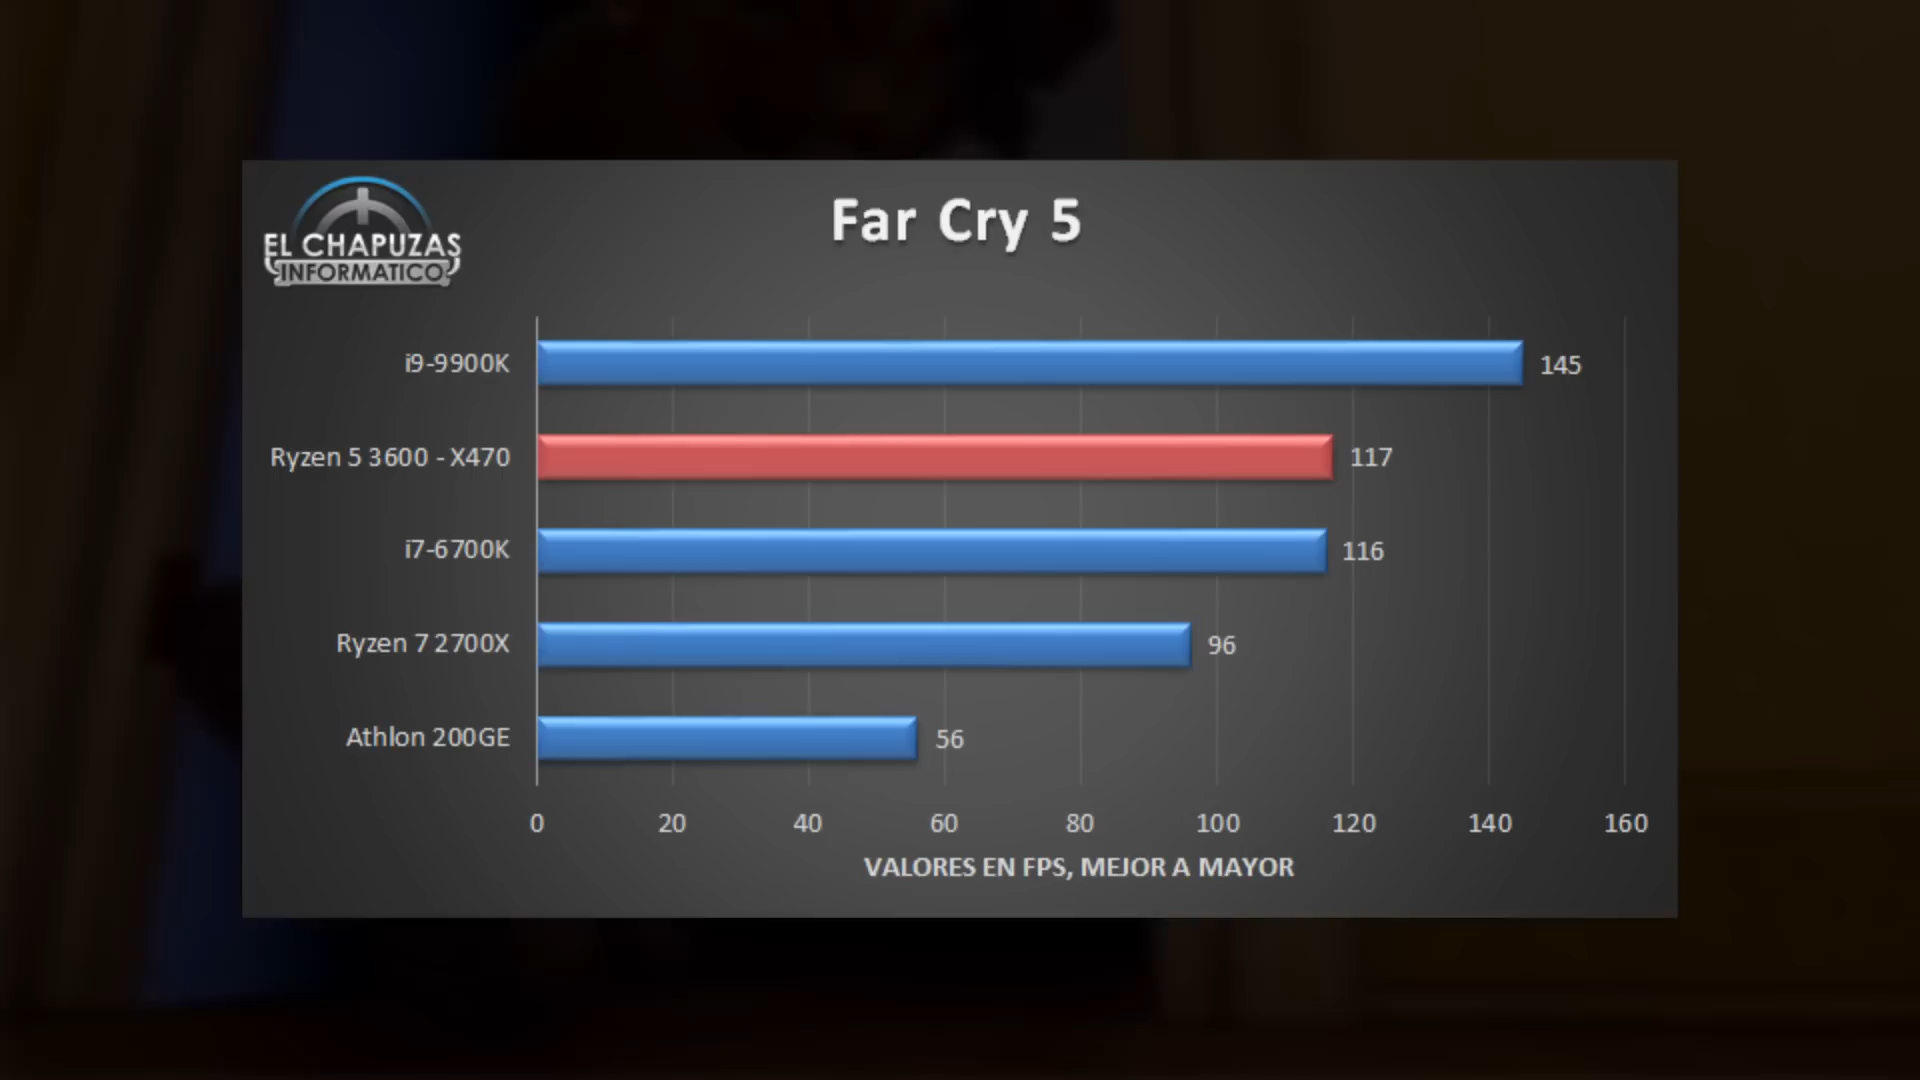 EL CHAPUZAS
INFORMATICO
Far Cry 5
i9-9900K 145
Ryzen 5 3600 - X470 117
i7-6700K 116
Ryzen 7 2700X 96
Athlon 200GE 56
0 20 40 60 80 100 120 140 160
VALORES EN FPS, MEJOR A MAYOR